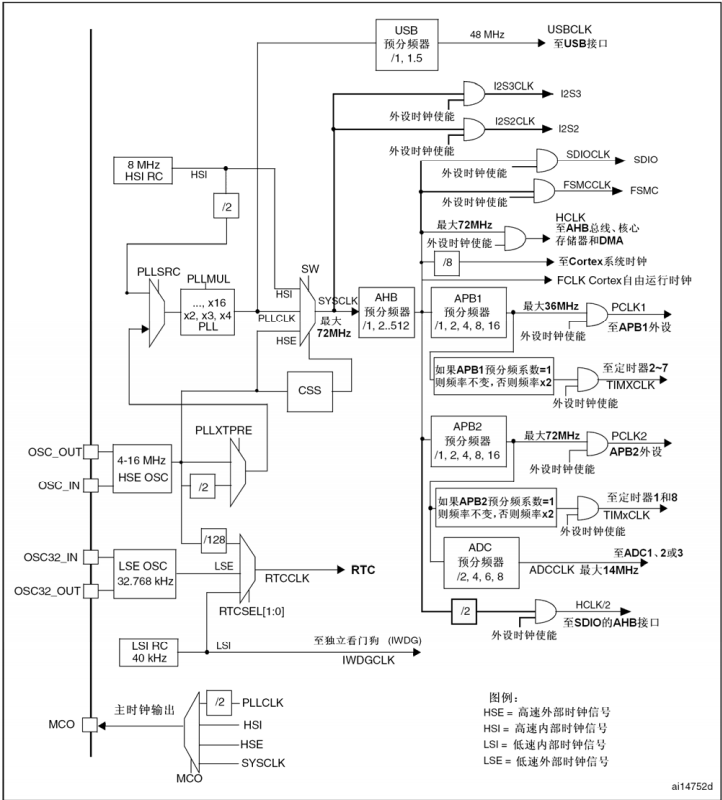 USB
预分频器
/1, 1.5
48 MHz
USBCLK
至USB接口
I2S3CLK
I2S3
外设时钟使能
I2S2CLK
I2S2
外设时钟使能
SDIOCLK
SDIO
外设时钟使能
FSMCCLK
FSMC
外设时钟使能
8 MHz
HSI RC
HSI
/2
最大72MHz
外设时钟使能
HCLK
至AHB总线、核心
存储器和DMA
/8
至Cortex系统时钟
FCLK Cortex自由运行时钟
PLLSRC
PLLMUL
..., x16
x2, x3, x4
PLL
SW
HSI
PLLCLK
HSE
SYSCLK
最大
72MHz
AHB
预分频器
/1, 2..512
APB1
预分频器
/1, 2, 4, 8, 16
最大36MHz
外设时钟使能
PCLK1
至APB1外设
CSS
如果APB1预分频系数=1
则频率不变,否则频率x2
至定时器2~7
TIMXCLK
外设时钟使能
APB2
预分频器
/1, 2, 4, 8, 16
最大72MHz
外设时钟使能
PCLK2
APB2外设
PLLXTPRE
OSC_OUT
OSC_IN
4-16 MHz
HSE OSC
/2
如果APB2预分频系数=1
则频率不变,否则频率x2
至定时器1和8
TIMxCLK
外设时钟使能
/128
OSC32_IN
OSC32_OUT
LSE OSC
32.768 kHz
LSE
RTCCLK
RTC
RTCSEL[1:0]
ADC
预分频器
/2, 4, 6, 8
至ADC1、2或3
ADCCLK 最大14MHz
/2
HCLK/2
至SDIO的AHB接口
外设时钟使能
LSI RC
40 kHz
LSI
至独立看门狗 (IWDG)
IWDGCLK
MCO
主时钟输出
/2
PLLCLK
HSI
HSE
SYSCLK
MCO
图例:
HSE = 高速外部时钟信号
HSI = 高速内部时钟信号
LSI = 低速内部时钟信号
LSE = 低速外部时钟信号
ai14752d